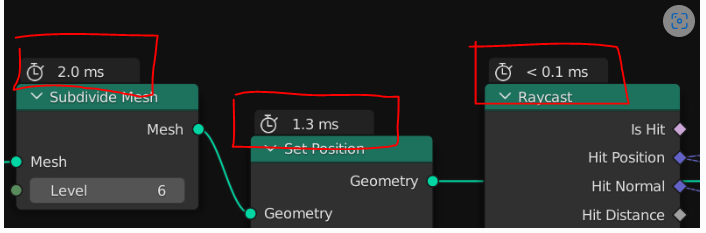 2.0 ms
Subdivide Mesh
Mesh
Mesh
Level 6
1.3 ms
Set Position
Geometry
Geometry
< 0.1 ms
Raycast
Is Hit
Hit Position
Hit Normal
Hit Distance